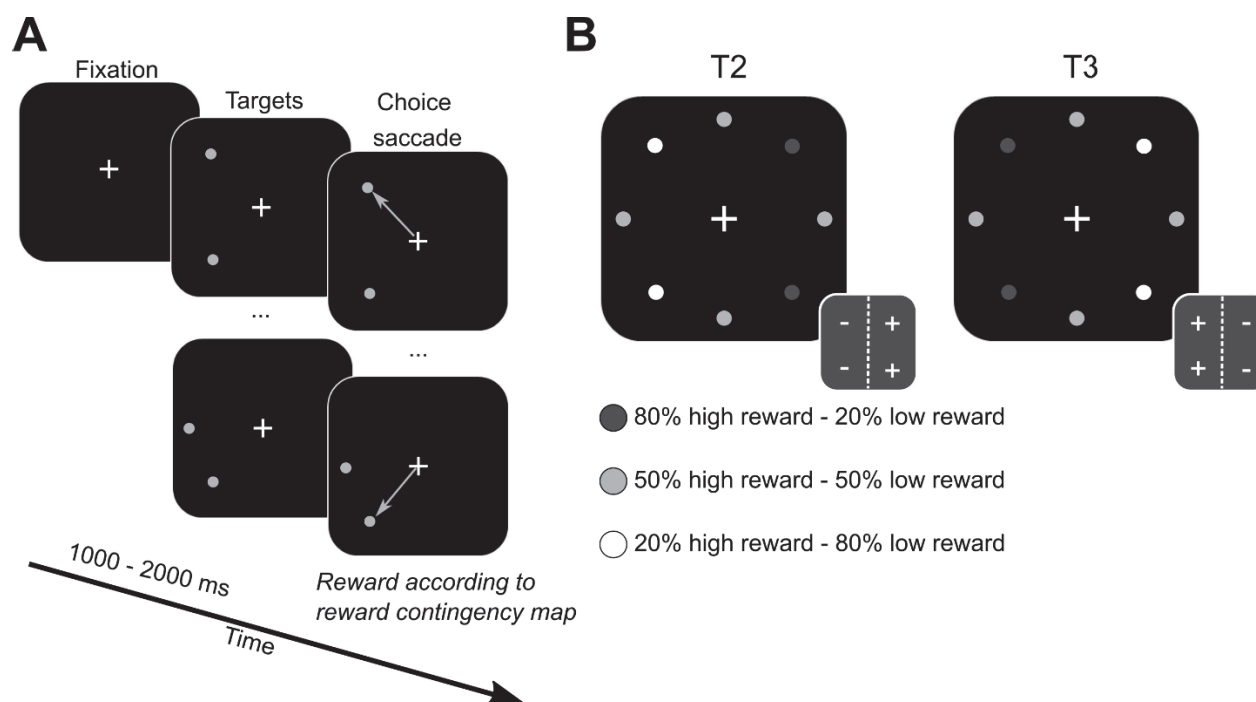 A
Fixation
Targets
Choice
saccade
...
...
1000 - 2000 ms
Time
Reward according to
reward contingency map
B
T2
T3
- +
- +
+ -
+ -
80% high reward - 20% low reward
50% high reward - 50% low reward
20% high reward - 80% low reward